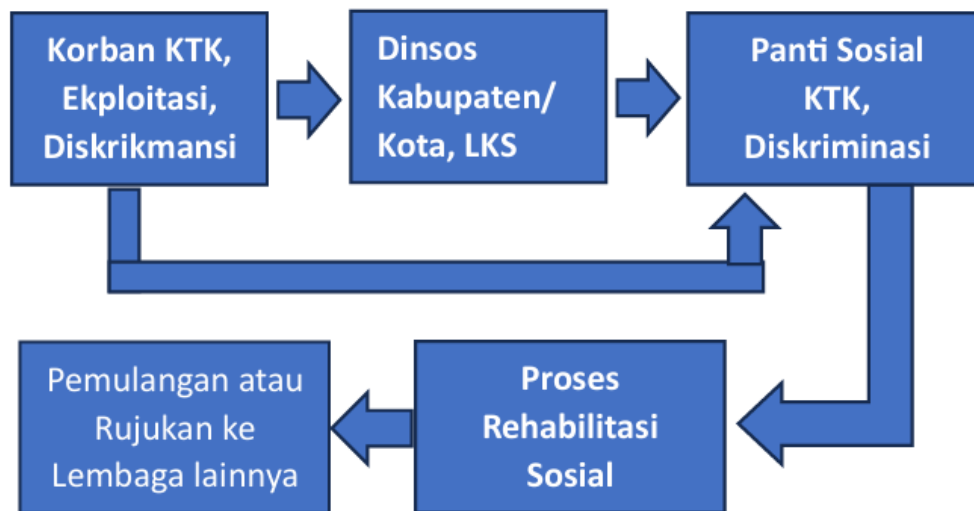 Korban KTK,
Ekploitasi,
Diskrikmansi
Dinsos
Kabupaten/
Kota, LKS
Panti Sosial
KTK,
Diskriminasi
Pemulangan atau
Rujukan ke
Lembaga lainnya
Proses
Rehabilitasi
Sosial